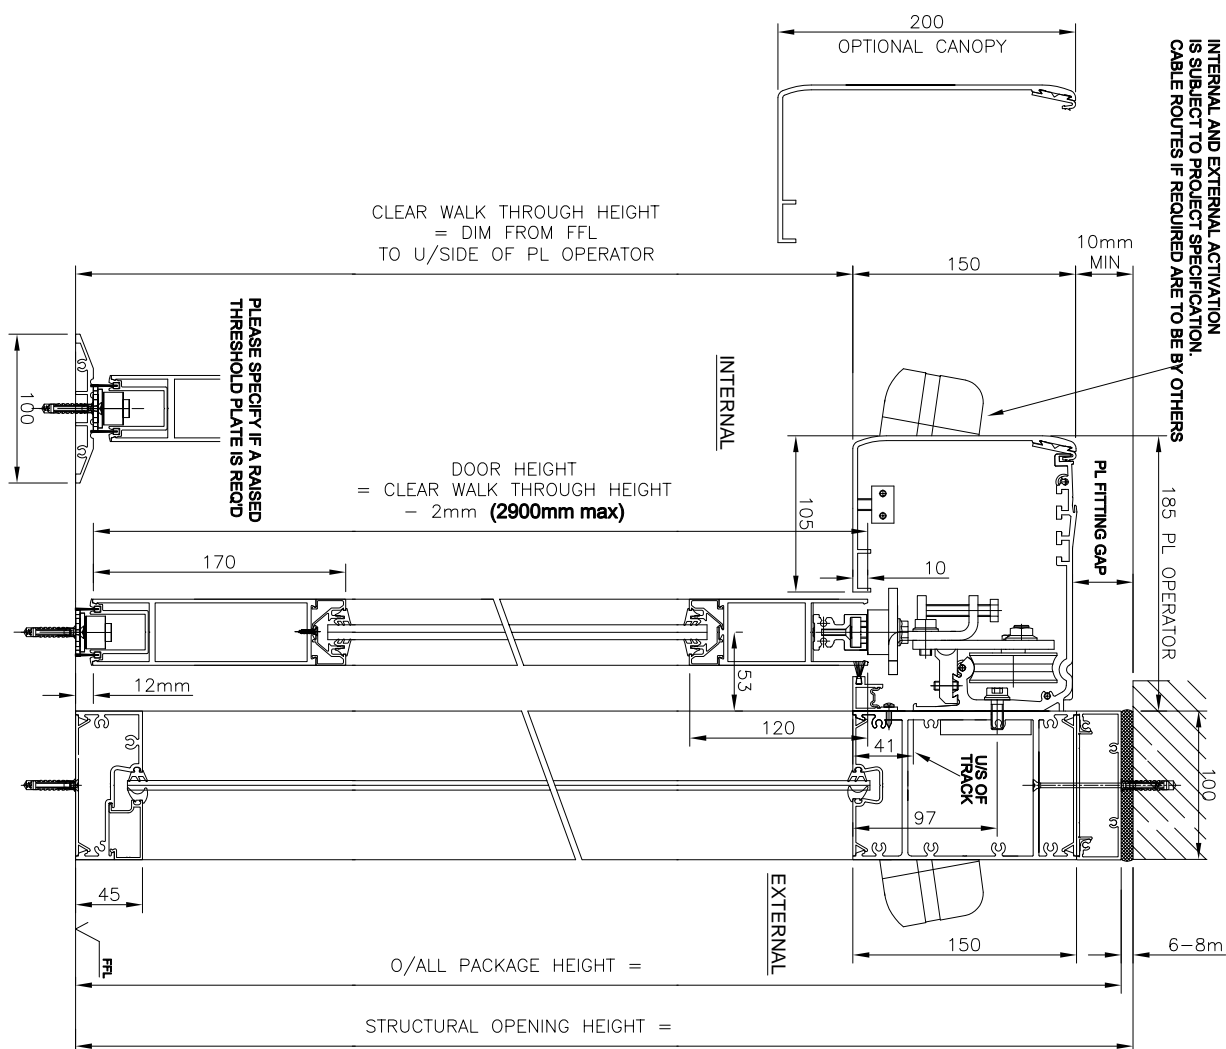 200
OPTIONAL CANOPY
INTERNAL AND EXTERNAL ACTIVATION
IS SUBJECT TO PROJECT SPECIFICATION.
CABLE ROUTES IF REQUIRED ARE TO BE BY OTHERS
CLEAR WALK THROUGH HEIGHT
= DIM FROM FFL
TO U/SIDE OF PL OPERATOR
150
10mm
MIN
PLEASE SPECIFY IF A RAISED
THRESHOLD PLATE IS REQ'D
100
INTERNAL
DOOR HEIGHT
= CLEAR WALK THROUGH HEIGHT
- 2mm (2900mm max)
105
PL FITTING GAP
185 PL OPERATOR
170
10
12mm
53
120
41
U/S OF
TRACK
97
100
45
EXTERNAL
150
6-8m
FFL
O/ALL PACKAGE HEIGHT =
STRUCTURAL OPENING HEIGHT =